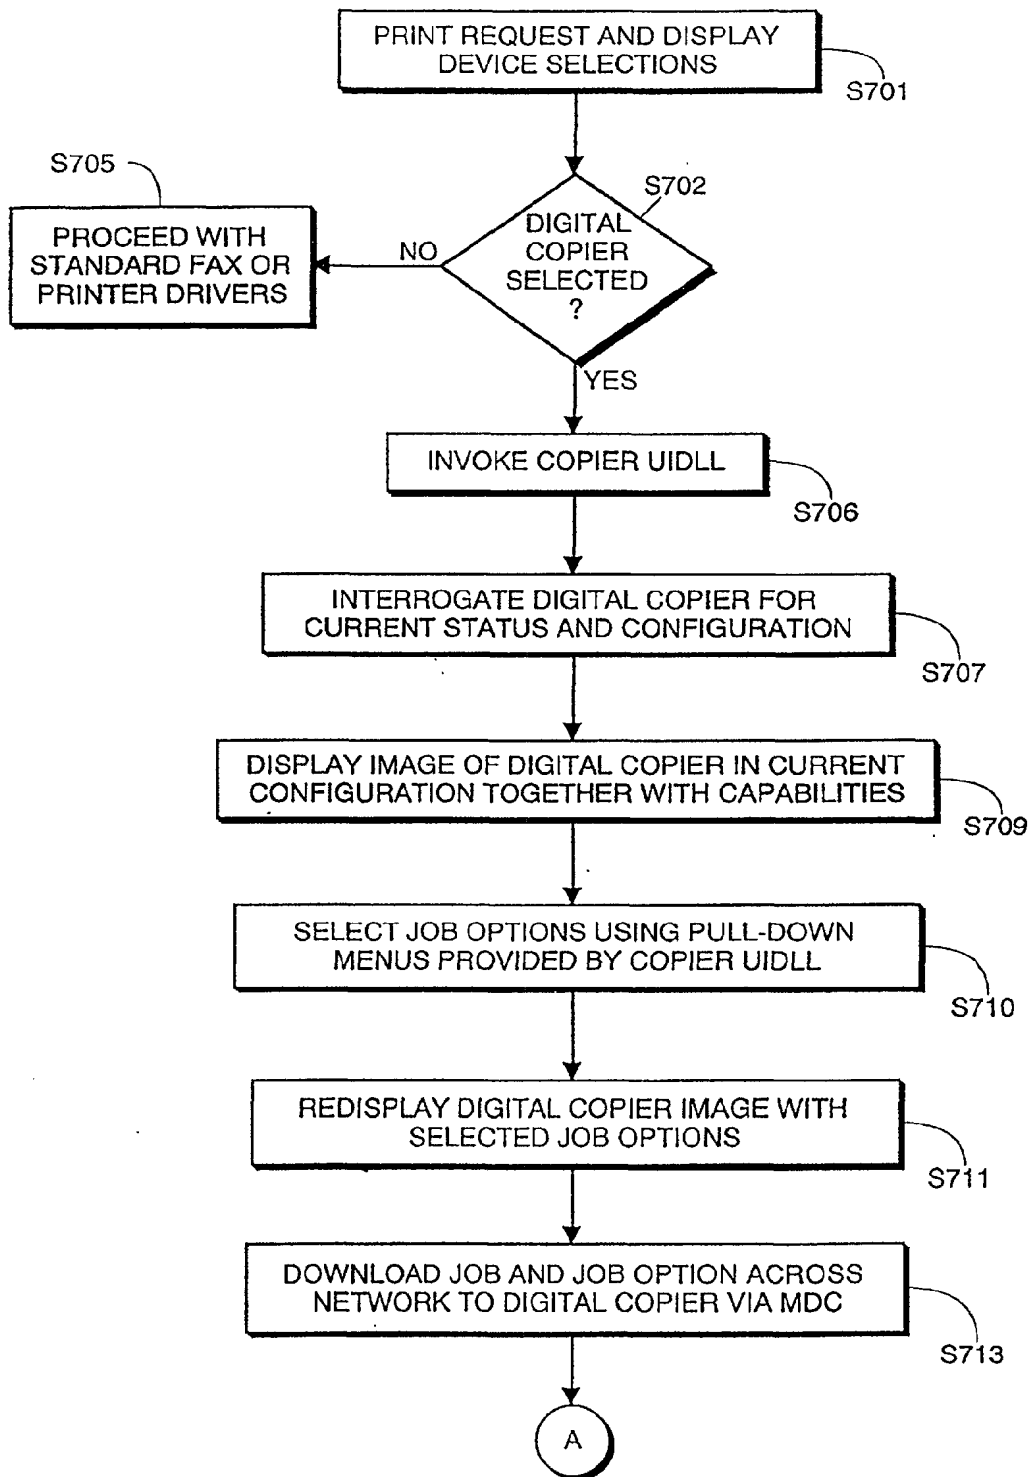 PRINT REQUEST AND DISPLAY
DEVICE SELECTIONS
S701
S705
S702
PROCEED WITH
STANDARD FAX OR
PRINTER DRIVERS
NO
DIGITAL
COPIER
SELECTED
?
YES
INVOKE COPIER UIDLL
S706
INTERROGATE DIGITAL COPIER FOR
CURRENT STATUS AND CONFIGURATION
S707
DISPLAY IMAGE OF DIGITAL COPIER IN CURRENT
CONFIGURATION TOGETHER WITH CAPABILITIES
S709
SELECT JOB OPTIONS USING PULL-DOWN
MENUS PROVIDED BY COPIER UIDLL
S710
REDISPLAY DIGITAL COPIER IMAGE WITH
SELECTED JOB OPTIONS
S711
DOWNLOAD JOB AND JOB OPTION ACROSS
NETWORK TO DIGITAL COPIER VIA MDC
S713
A